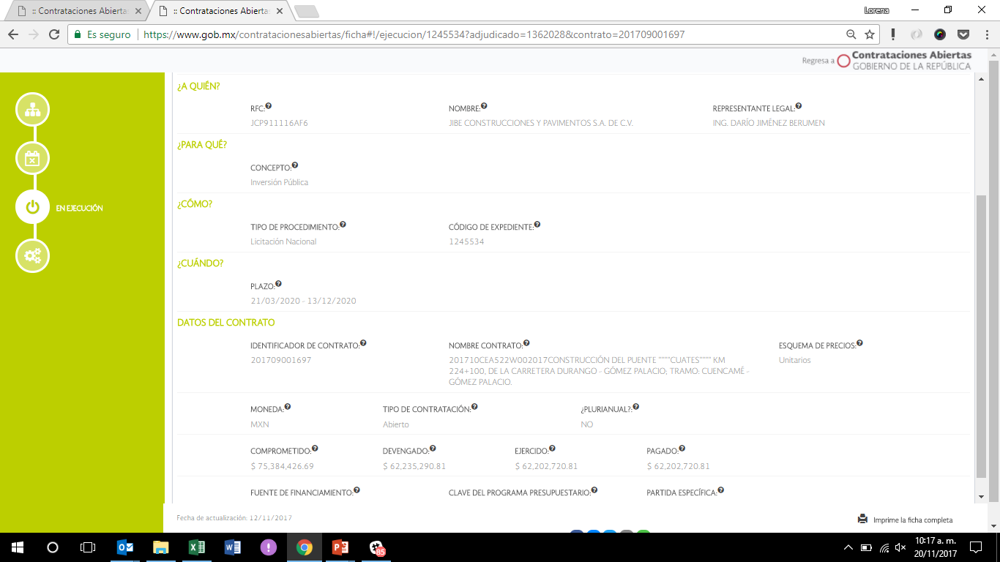 :: Contrataciones Abiertas
:: Contrataciones Abiertas
Lorena
Es seguro
https://www.gob.mx/contratacionesabiertas/ficha#!/ejecucion/1245534?adjudicado=1362028&contrato=201709001697
Regresa a Contrataciones Abiertas
GOBIERNO DE LA REPÚBLICA
EN EJECUCIÓN
¿A QUIÉN?
RFC: NOMBRE: REPRESENTANTE LEGAL:
JCP911116AF6 JIBE CONSTRUCCIONES Y PAVIMENTOS S.A. DE C.V. ING. DARÍO JIMÉNEZ BERUMEN
¿PARA QUÉ?
CONCEPTO:
Inversión Pública
¿CÓMO?
TIPO DE PROCEDIMIENTO: CÓDIGO DE EXPEDIENTE:
Licitación Nacional 1245534
¿CUÁNDO?
PLAZO:
21/03/2020 - 13/12/2020
DATOS DEL CONTRATO
IDENTIFICADOR DE CONTRATO: NOMBRE CONTRATO: ESQUEMA DE PRECIOS:
201709001697 201710CEA522W002017CONSTRUCCIÓN DEL PUENTE """"CUATES"""" KM Unitarios
224+100, DE LA CARRETERA DURANGO - GÓMEZ PALACIO; TRAMO: CUENCAMÉ -
GÓMEZ PALACIO.
MONEDA: TIPO DE CONTRATACIÓN: ¿PLURIANUAL?:
MXN Abierto NO
COMPROMETIDO: DEVENGADO: EJERCIDO: PAGADO:
$ 75,384,426.69 $ 62,235,290.81 $ 62,202,720.81 $ 62,202,720.81
FUENTE DE FINANCIAMIENTO: CLAVE DEL PROGRAMA PRESUPUESTARIO: PARTIDA ESPECÍFICA:
Fecha de actualización: 12/11/2017
Imprime la ficha completa
85
10:17 a. m.
20/11/2017